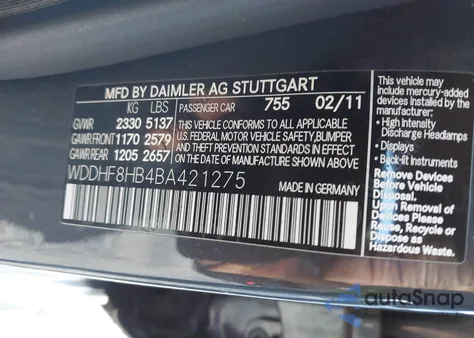 MFD BY DAIMLER AG STUTTGART
KG LBS
PASSENGER CAR 755 02/11
GVWR 2330 5137
GAWR FRONT 1170 2579
GAWR REAR 1205 2657
THIS VEHICLE CONFORMS TO ALL APPLICABLE
U.S. FEDERAL MOTOR VEHICLE SAFETY, BUMPER
AND THEFT PREVENTION STANDARDS IN EFFECT
ON THE DATE OF MANUFACTURE SHOWN ABOVE.
WDDHF8HB4BA421275
MADE IN GERMANY
This vehicle may
include mercury-added
devices installed by the
manufacturer:
• High Intensity
Discharge Headlamps
• Displays
• Back-lit Instruments
Remove Devices
Before Vehicle
Disposal.
Upon Removal of
Devices Please
Reuse, Recycle or
Dispose as
Hazardous Waste.
autoSnap